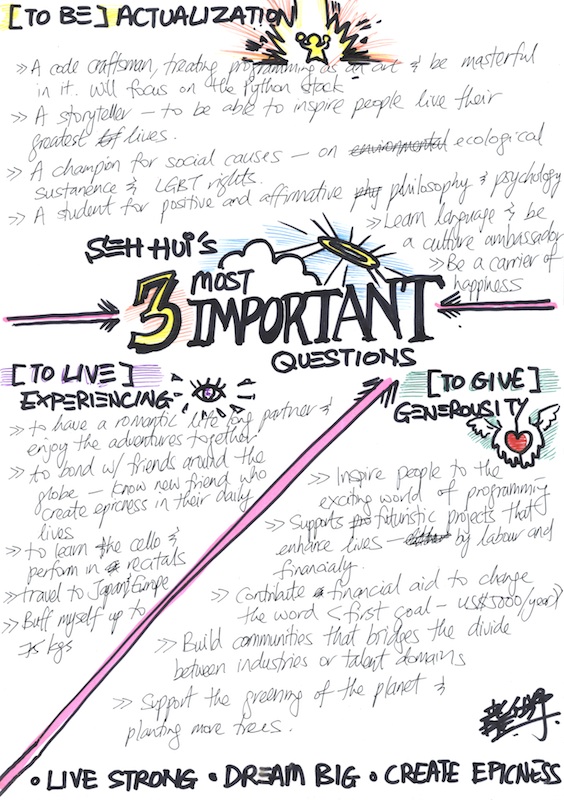 [TO BE] ACTUALIZATION
>> A code craftsman, treating programming as an art & be masterful
in it. Will focus on the Python stack
>> A storyteller – to be able to inspire people live their
greatest lives.
>> A champion for social causes – on environmental ecological
sustanence & LGBT rights.
>> A student for positive and affirmative phy philosophy & psychology
>> Learn language & be
a culture ambassador
>> Be a carrier of
happiness
SEH HUI'S
3 MOST
IMPORTANT
QUESTIONS
[TO LIVE]
EXPERIENCING
>> to have a romantic life long partner &
enjoy the adventures together
>> to bond w/ friends around the
globe – know new friend who
create epicness in their daily
lives
>> to learn the cello &
perform in recitals
>> travel to Japan/Europe
>> Buff myself up to
75 kgs
[TO GIVE]
GENEROUSITY
>> Inspire people to the
exciting world of programming
>> Supports futuristic projects that
enhance lives – by labour and
financialy.
>> contribute financial aid to change
the word <first goal – US$5000/year>
>> Build communities that bridges the divide
between industries or talent domains
>> Support the greening of the planet &
planting more trees.
• LIVE STRONG • DREAM BIG • CREATE EPICNESS